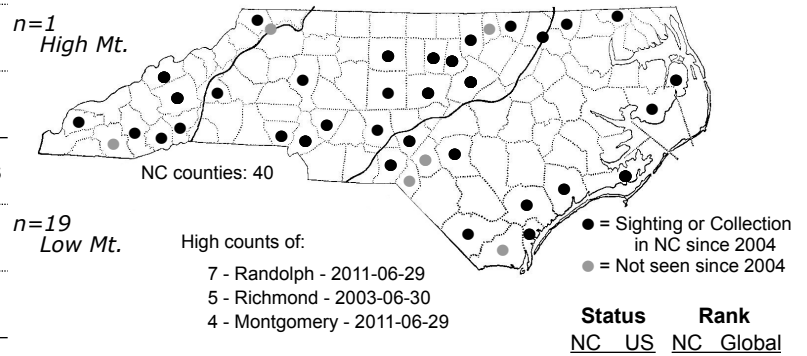 n=1
High Mt.
NC counties: 40
n=19
Low Mt.
High counts of:
7 - Randolph - 2011-06-29
5 - Richmond - 2003-06-30
4 - Montgomery - 2011-06-29
= Sighting or Collection
in NC since 2004
= Not seen since 2004
Status Rank
NC US NC Global